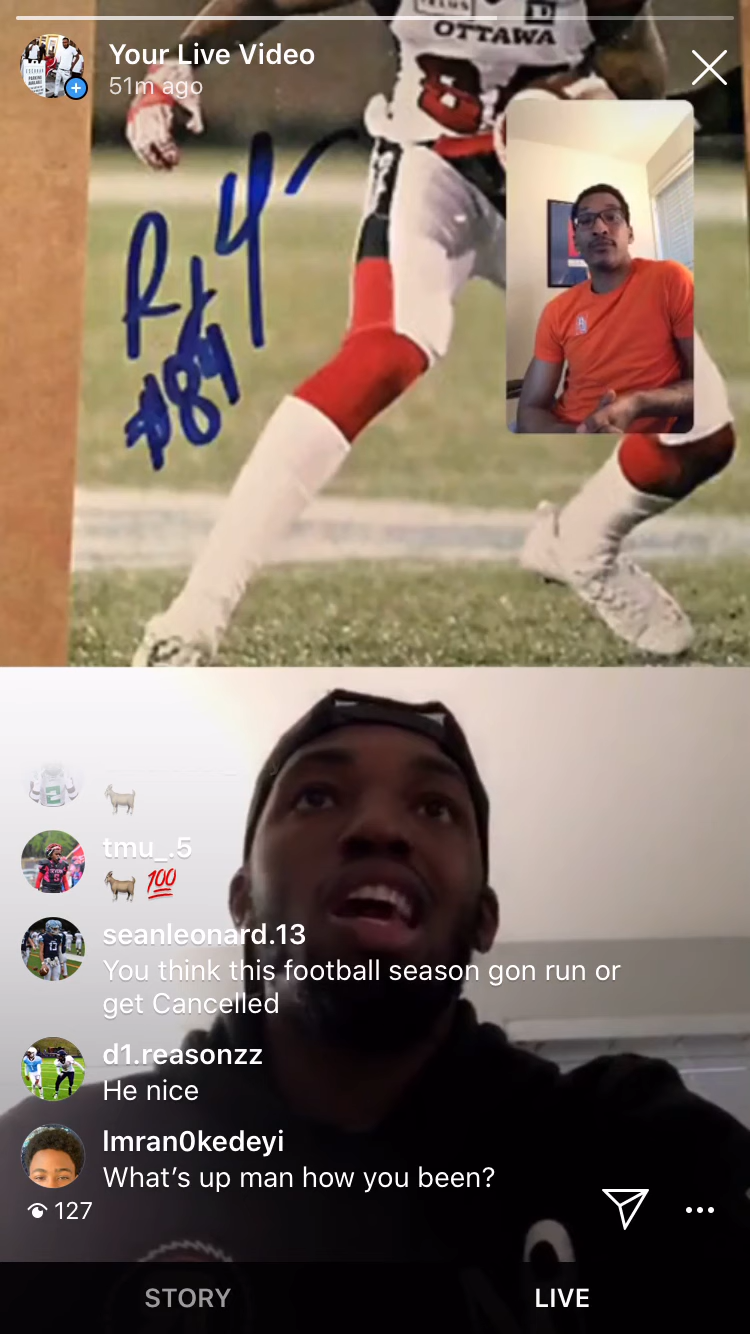 Your Live Video
51m ago
OTTAWA
#84
tmu_.5
🐐 💯
seanleonard.13
You think this football season gon run or
get Cancelled
d1.reasonzz
He nice
Imran0kedeyi
What’s up man how you been?
127
STORY
LIVE